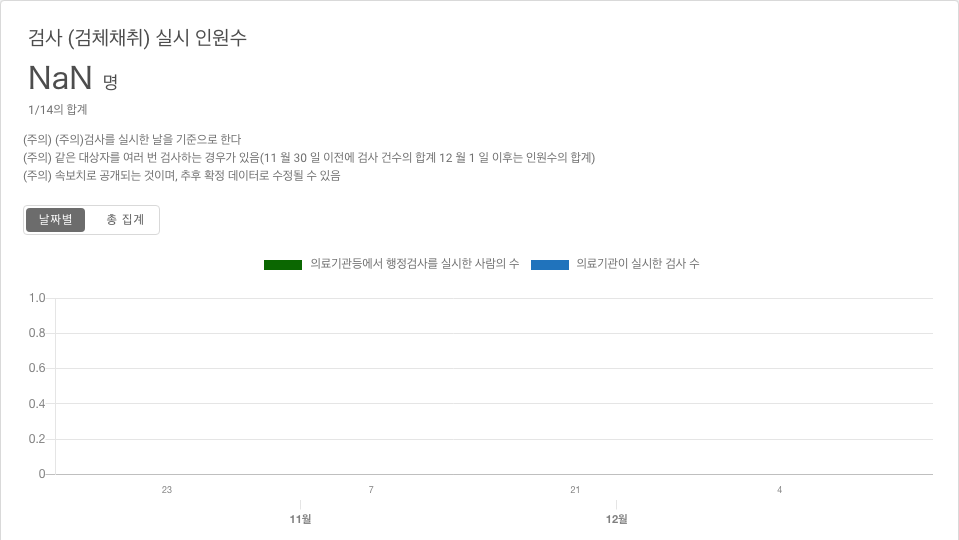 검사 (검체채취) 실시 인원수
NaN 명
1/14의 합계
(주의) (주의)검사를 실시한 날을 기준으로 한다
(주의) 같은 대상자를 여러 번 검사하는 경우가 있음(11 월 30 일 이전에 검사 건수의 합계 12 월 1 일 이후는 인원수의 합계)
(주의) 속보치로 공개되는 것이며, 추후 확정 데이터로 수정될 수 있음
날짜별 총 집계
의료기관등에서 행정검사를 실시한 사람의 수 의료기관이 실시한 검사 수
1.0
0.8
0.6
0.4
0.2
0
23 7 21 4
11월 12월